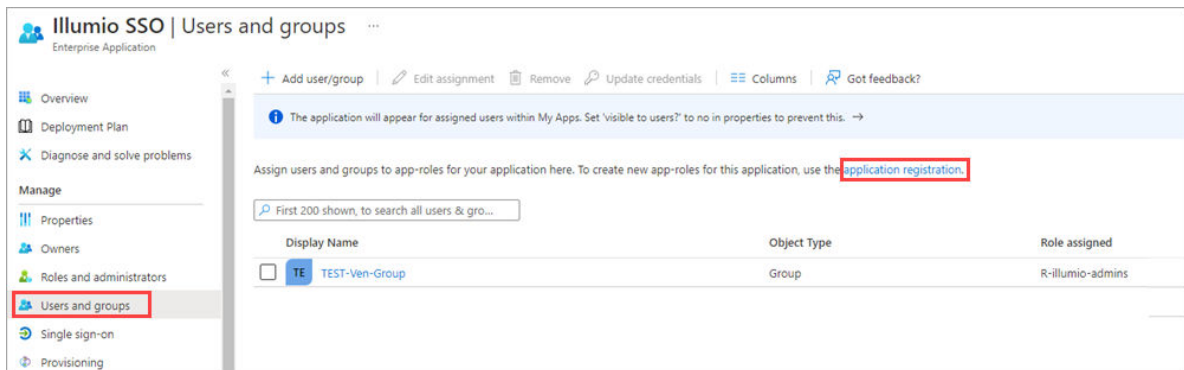 Illumio SSO | Users and groups ...
Enterprise Application
«
Overview
Deployment Plan
Diagnose and solve problems
Manage
Properties
Owners
Roles and administrators
Users and groups
Single sign-on
Provisioning
Add user/group Edit assignment Remove Update credentials Columns Got feedback?
The application will appear for assigned users within My Apps. Set 'visible to users?' to no in properties to prevent this. →
Assign users and groups to app-roles for your application here. To create new app-roles for this application, use the application registration.
First 200 shown, to search all users & gro...
Display Name Object Type Role assigned
TE TEST-Ven-Group Group R-illumio-admins